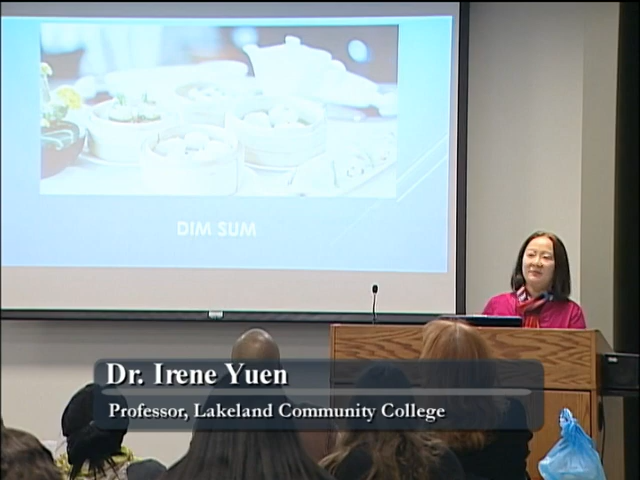 DIM SUM
Dr. Irene Yuen
Professor, Lakeland Community College